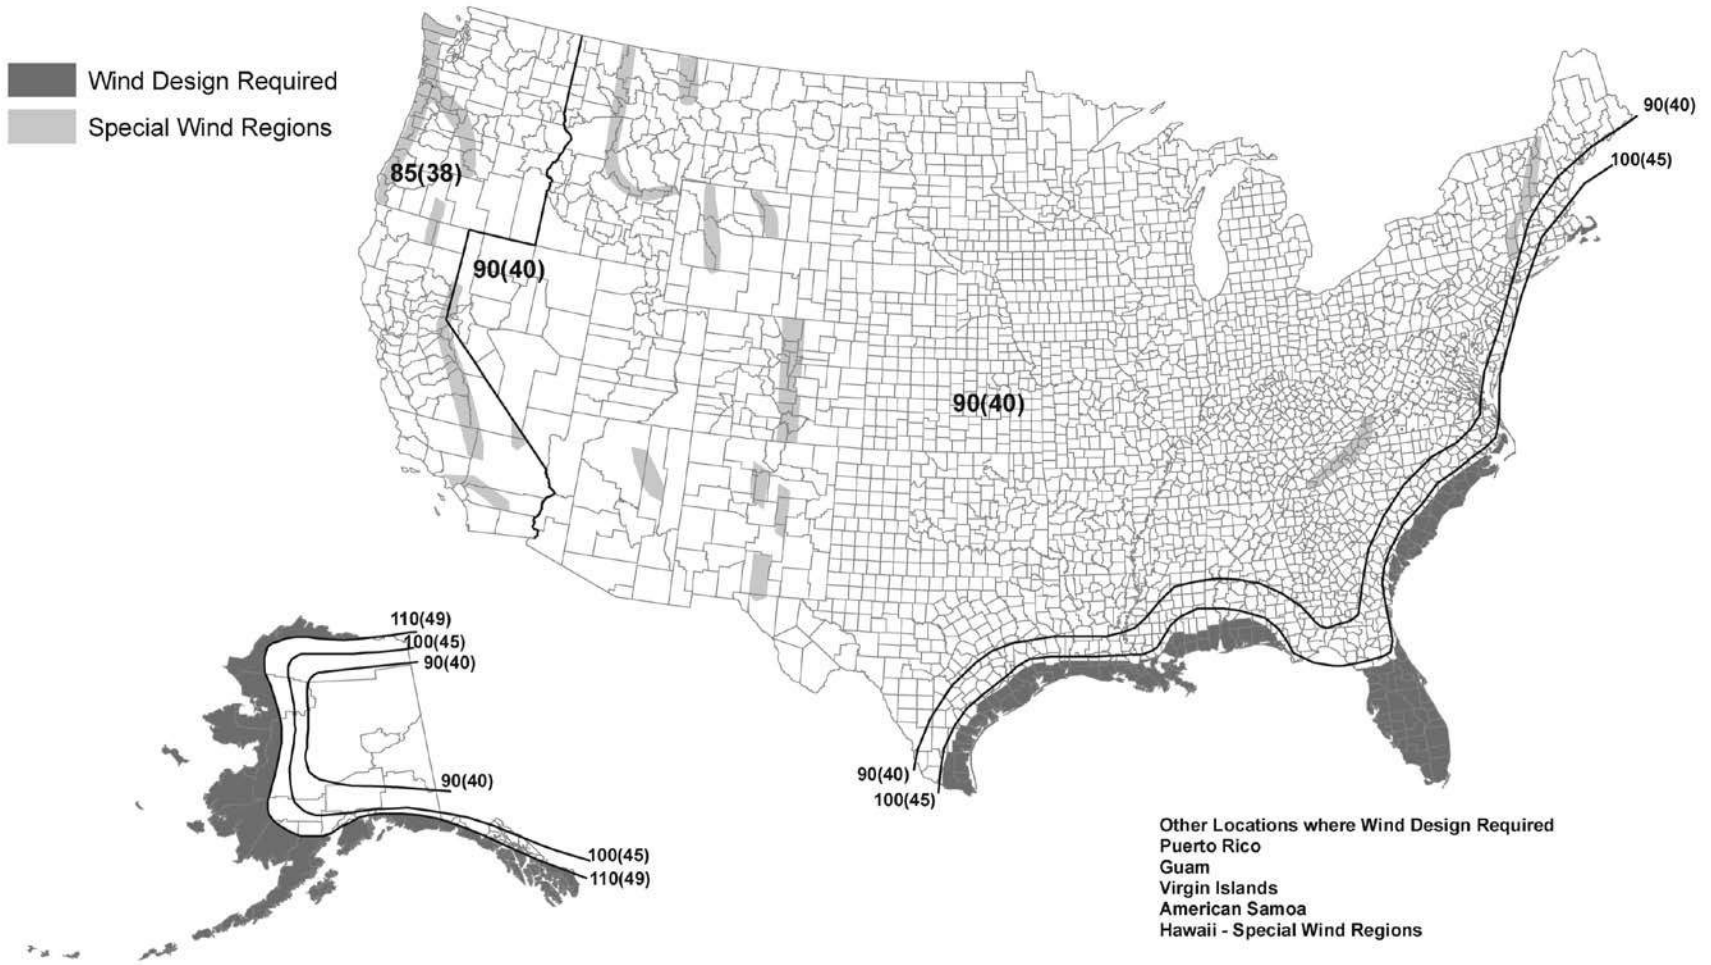 Wind Design Required
Special Wind Regions
90(40)
100(45)
85(38)
90(40)
90(40)
110(49)
100(45)
90(40)
90(40)
100(45)
90(40)
100(45)
110(49)
Other Locations where Wind Design Required
Puerto Rico
Guam
Virgin Islands
American Samoa
Hawaii - Special Wind Regions